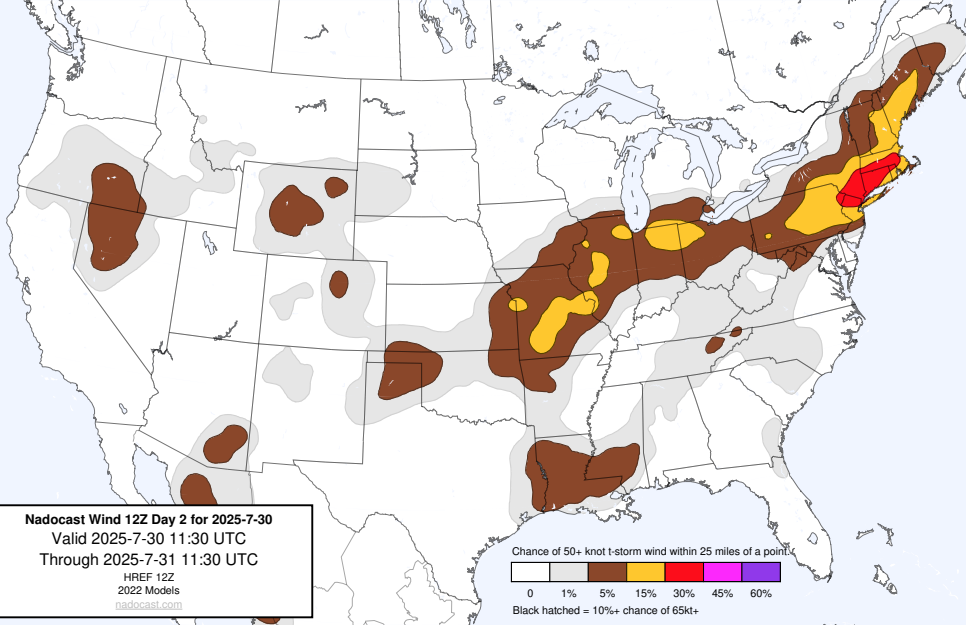 Nadocast Wind 12Z Day 2 for 2025-7-30
Valid 2025-7-30 11:30 UTC
Through 2025-7-31 11:30 UTC
HREF 12Z
2022 Models
nadocast.com
Chance of 50+ knot t-storm wind within 25 miles of a point.
0 1% 5% 15% 30% 45% 60%
Black hatched = 10%+ chance of 65kt+